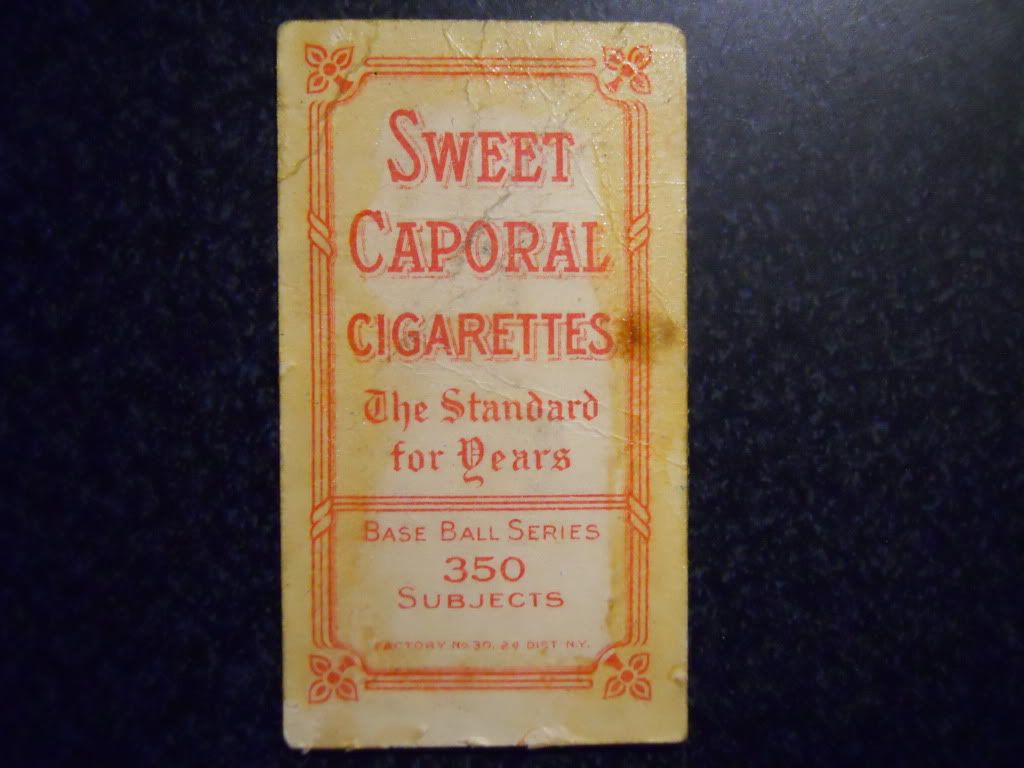 SWEET
CAPORAL
CIGARETTES
The Standard
for Years
BASE BALL SERIES
350
SUBJECTS
FACTORY No 30, 2d DIST. N.Y.